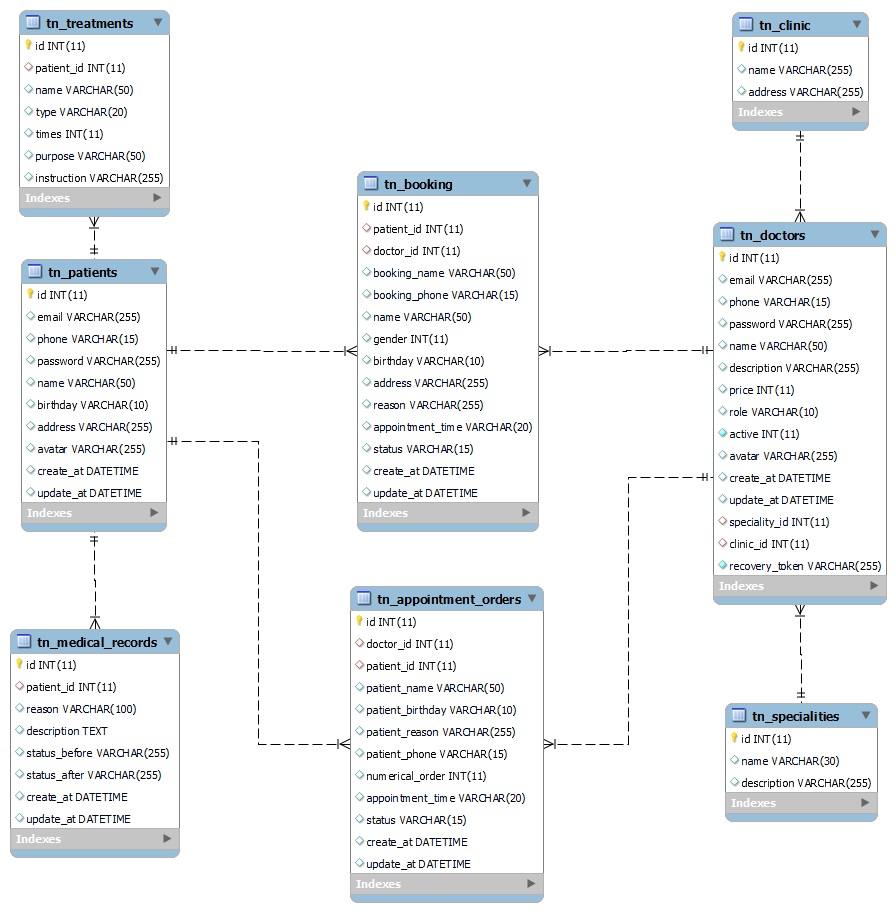 tn_treatments
id INT(11)
patient_id INT(11)
name VARCHAR(50)
type VARCHAR(20)
times INT(11)
purpose VARCHAR(50)
instruction VARCHAR(255)
Indexes
tn_patients
id INT(11)
email VARCHAR(255)
phone VARCHAR(15)
password VARCHAR(255)
name VARCHAR(50)
birthday VARCHAR(10)
address VARCHAR(255)
avatar VARCHAR(255)
create_at DATETIME
update_at DATETIME
Indexes
tn_medical_records
id INT(11)
patient_id INT(11)
reason VARCHAR(100)
description TEXT
status_before VARCHAR(255)
status_after VARCHAR(255)
create_at DATETIME
update_at DATETIME
Indexes
tn_booking
id INT(11)
patient_id INT(11)
doctor_id INT(11)
booking_name VARCHAR(50)
booking_phone VARCHAR(15)
name VARCHAR(50)
gender INT(11)
birthday VARCHAR(10)
address VARCHAR(255)
reason VARCHAR(255)
appointment_time VARCHAR(20)
status VARCHAR(15)
create_at DATETIME
update_at DATETIME
Indexes
tn_appointment_orders
id INT(11)
doctor_id INT(11)
patient_id INT(11)
patient_name VARCHAR(50)
patient_birthday VARCHAR(10)
patient_reason VARCHAR(255)
patient_phone VARCHAR(15)
numerical_order INT(11)
appointment_time VARCHAR(20)
status VARCHAR(15)
create_at DATETIME
update_at DATETIME
Indexes
tn_clinic
id INT(11)
name VARCHAR(255)
address VARCHAR(255)
Indexes
tn_doctors
id INT(11)
email VARCHAR(255)
phone VARCHAR(15)
password VARCHAR(255)
name VARCHAR(50)
description VARCHAR(255)
price INT(11)
role VARCHAR(10)
active INT(11)
avatar VARCHAR(255)
create_at DATETIME
update_at DATETIME
speciality_id INT(11)
clinic_id INT(11)
recovery_token VARCHAR(255)
Indexes
tn_specialities
id INT(11)
name VARCHAR(30)
description VARCHAR(255)
Indexes